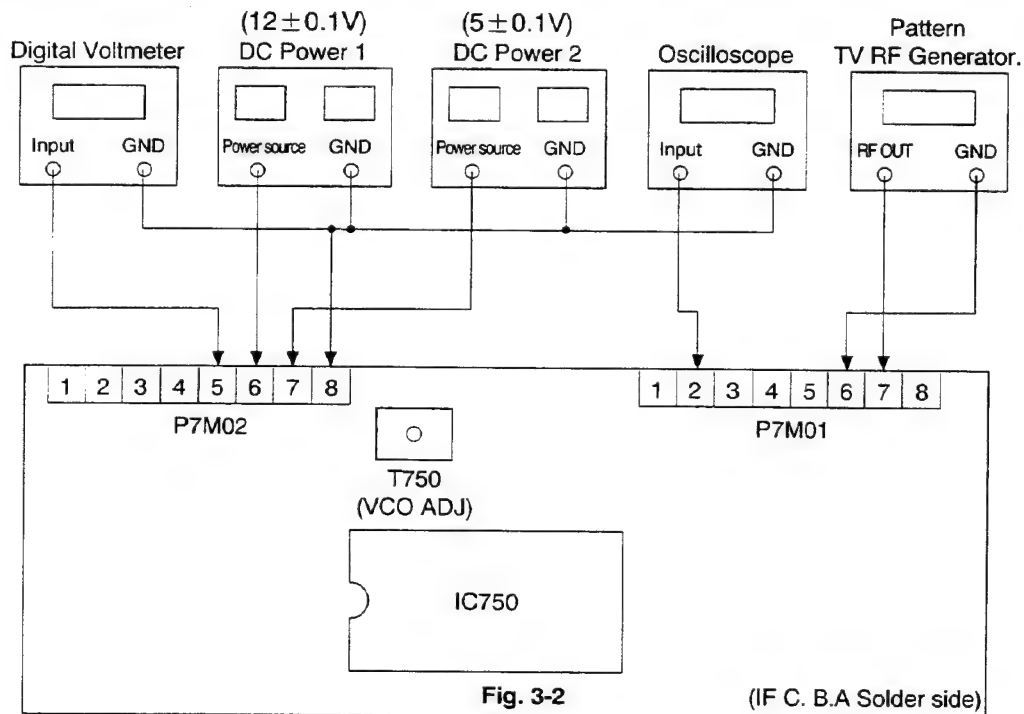 (12±0.1V) (5±0.1V) Pattern
Digital Voltmeter DC Power 1 DC Power 2 Oscilloscope TV RF Generator.
Input GND Power source GND Power source GND Input GND RF OUT GND
1 2 3 4 5 6 7 8 1 2 3 4 5 6 7 8
P7M02 P7M01
T750
(VCO ADJ)
IC750
Fig. 3-2 (IF C. B.A Solder side)